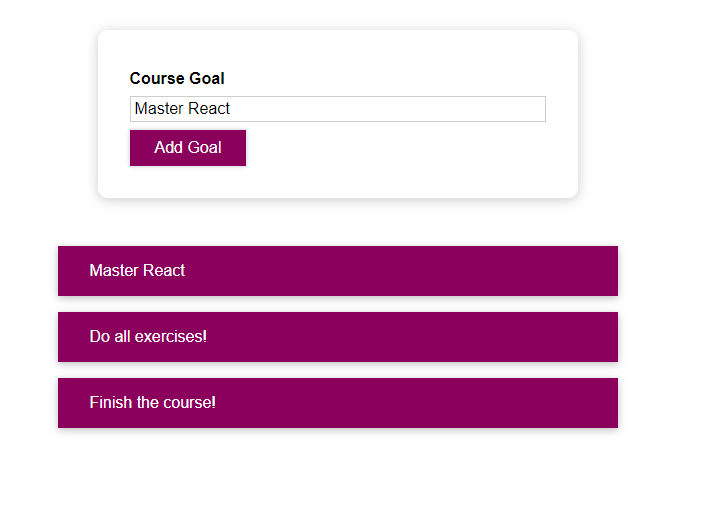 Course Goal
Master React
Add Goal
Master React
Do all exercises!
Finish the course!